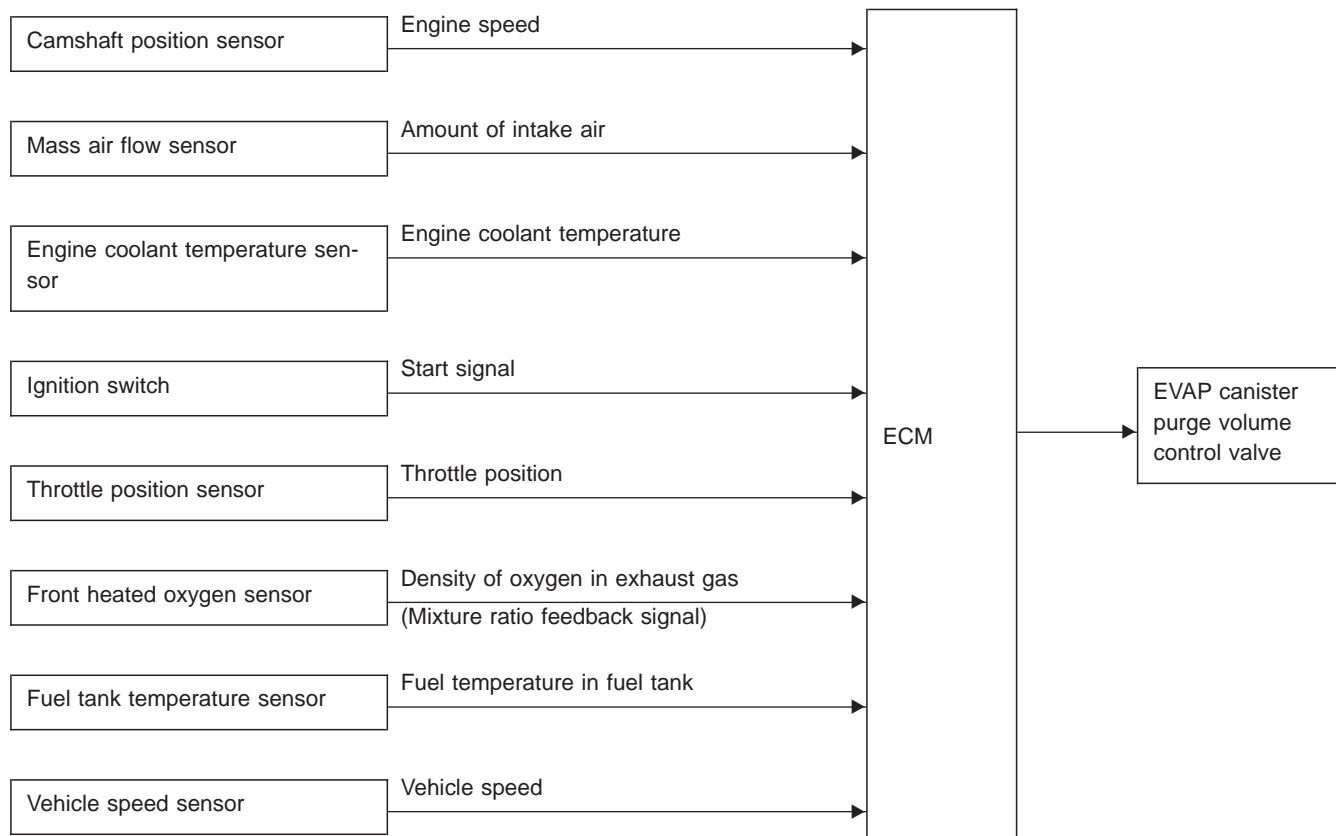 Camshaft position sensor
Engine speed
Mass air flow sensor
Amount of intake air
Engine coolant temperature sen-
sor
Engine coolant temperature
Ignition switch
Start signal
Throttle position sensor
Throttle position
Front heated oxygen sensor
Density of oxygen in exhaust gas
(Mixture ratio feedback signal)
Fuel tank temperature sensor
Fuel temperature in fuel tank
Vehicle speed sensor
Vehicle speed
ECM
EVAP canister
purge volume
control valve